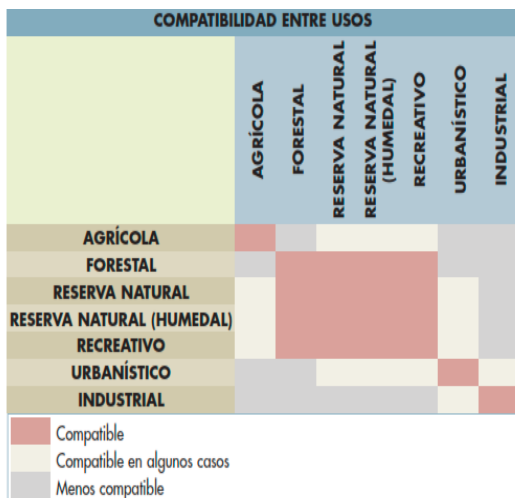 COMPATIBILIDAD ENTRE USOS
AGRÍCOLA
FORESTAL
RESERVA NATURAL
RESERVA NATURAL
(HUMEDAL)
RECREATIVO
URBANÍSTICO
INDUSTRIAL
AGRÍCOLA
FORESTAL
RESERVA NATURAL
RESERVA NATURAL (HUMEDAL)
RECREATIVO
URBANÍSTICO
INDUSTRIAL
Compatible
Compatible en algunos casos
Menos compatible